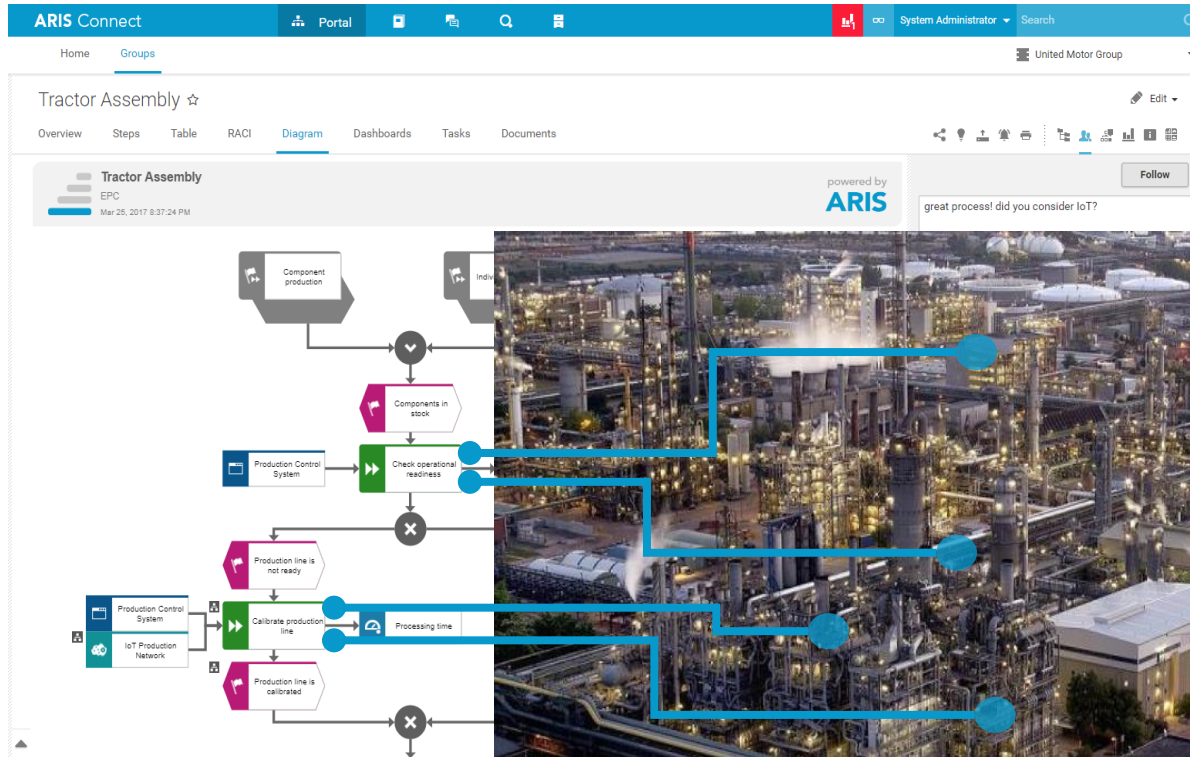 ARIS Connect
Portal
1
System Administrator
Search
Home
Groups
United Motor Group
Tractor Assembly
Edit
Overview
Steps
Table
RACI
Diagram
Dashboards
Tasks
Documents
Tractor Assembly
EPC
Mar 25, 2017 8:37:24 PM
powered by
ARIS
Follow
great process! did you consider IoT?
Component
production
Components in
stock
Production Control
System
Check operational
readiness
Production line is
not ready
Production Control
System
IoT Production
Network
Calibrate production
line
Processing time
Production line is
calibrated